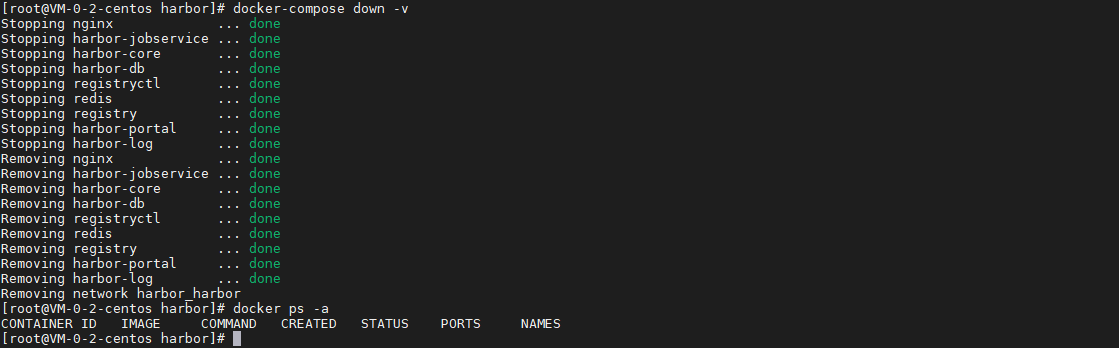 [root@VM-0-2-centos harbor]# docker-compose down -v
Stopping nginx             ... done
Stopping harbor-jobservice ... done
Stopping harbor-core       ... done
Stopping harbor-db         ... done
Stopping registryctl       ... done
Stopping redis             ... done
Stopping registry          ... done
Stopping harbor-portal     ... done
Stopping harbor-log        ... done
Removing nginx             ... done
Removing harbor-jobservice ... done
Removing harbor-core       ... done
Removing harbor-db         ... done
Removing registryctl       ... done
Removing redis             ... done
Removing registry          ... done
Removing harbor-portal     ... done
Removing harbor-log        ... done
Removing network harbor_harbor
[root@VM-0-2-centos harbor]# docker ps -a
CONTAINER ID   IMAGE     COMMAND   CREATED   STATUS    PORTS     NAMES
[root@VM-0-2-centos harbor]#